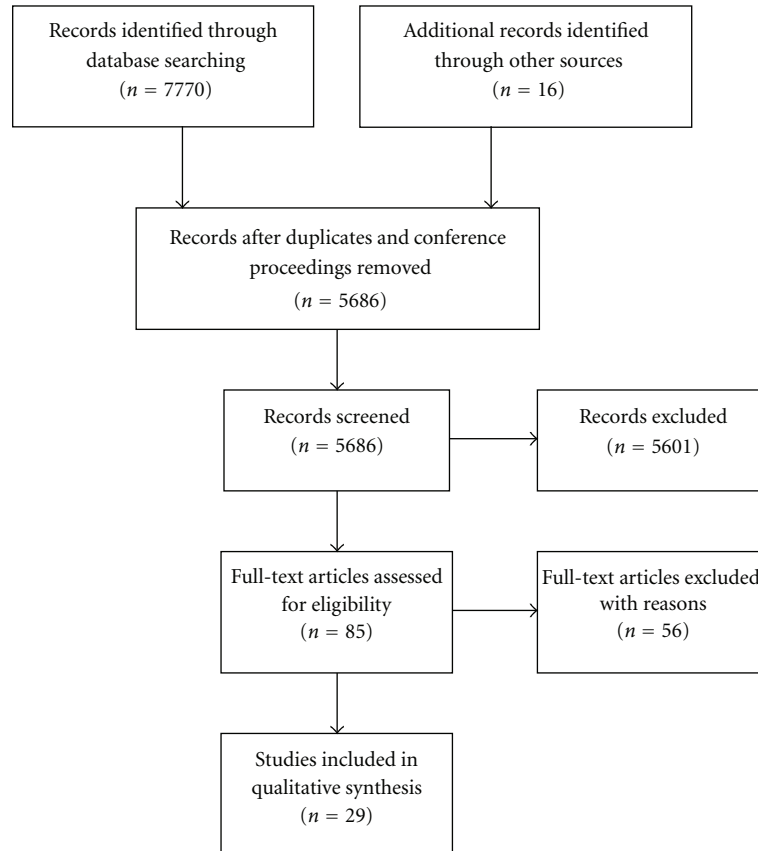 Records identified through
database searching
(n = 7770)
Additional records identified
through other sources
(n = 16)
Records after duplicates and conference
proceedings removed
(n = 5686)
Records screened
(n = 5686)
Records excluded
(n = 5601)
Full-text articles assessed
for eligibility
(n = 85)
Full-text articles excluded
with reasons
(n = 56)
Studies included in
qualitative synthesis
(n = 29)